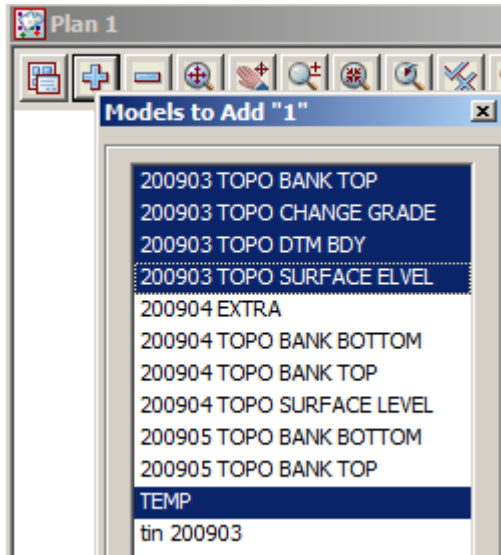 Plan 1
Models to Add "1"
200903 TOPO BANK TOP
200903 TOPO CHANGE GRADE
200903 TOPO DTM BDY
200903 TOPO SURFACE ELVEL
200904 EXTRA
200904 TOPO BANK BOTTOM
200904 TOPO BANK TOP
200904 TOPO SURFACE LEVEL
200905 TOPO BANK BOTTOM
200905 TOPO BANK TOP
TEMP
tin 200903